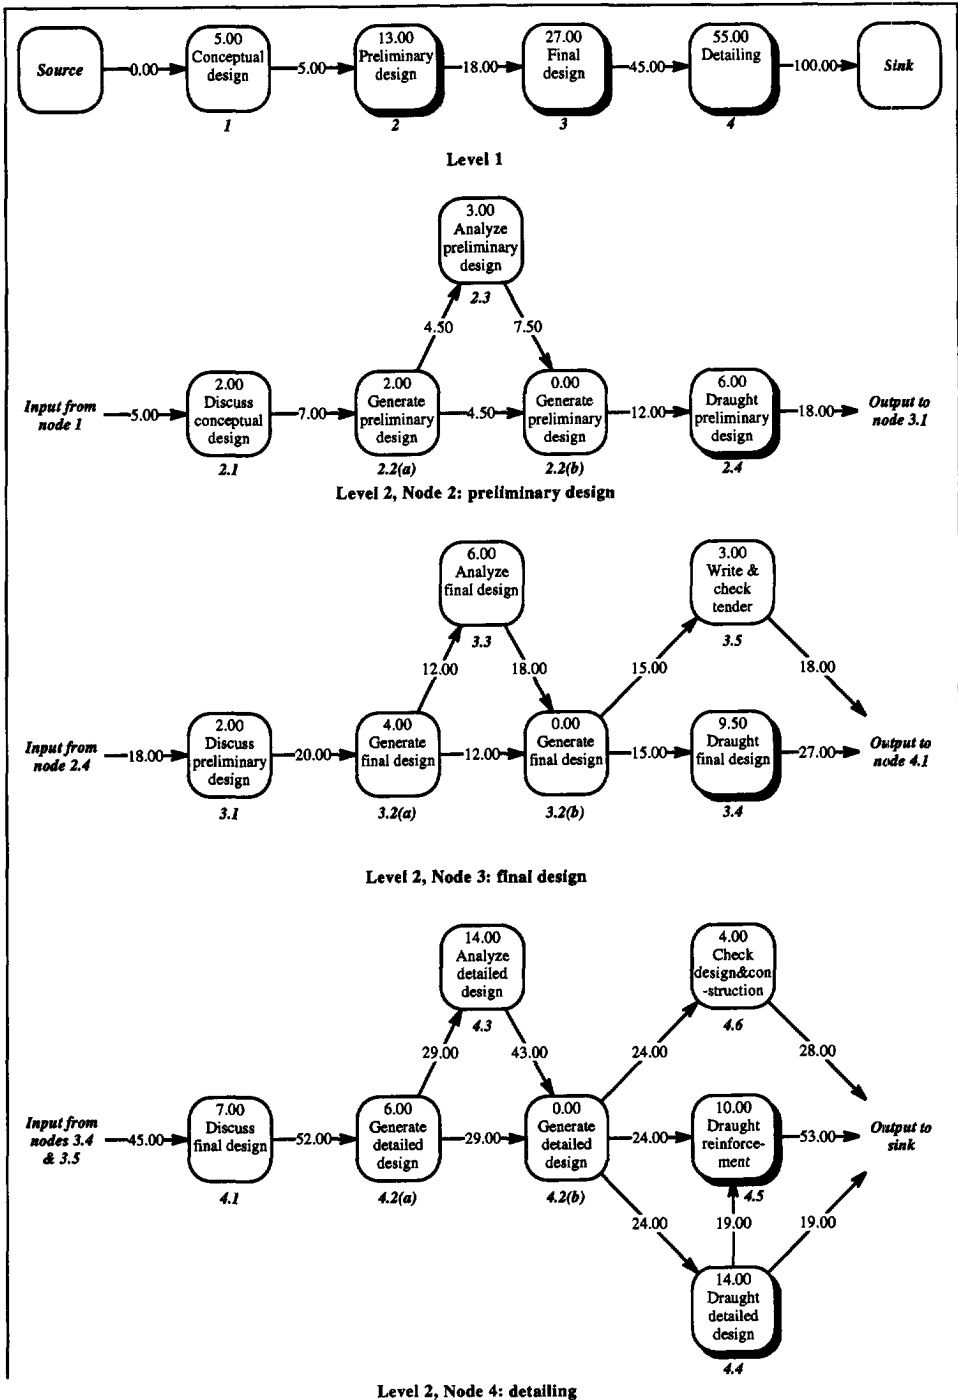 Source
0.00
5.00
Conceptual
design
1
5.00
13.00
Preliminary
design
2
18.00
27.00
Final
design
3
45.00
55.00
Detailing
4
100.00
Sink
Level 1
3.00
Analyze
preliminary
design
2.3
4.50
7.50
Input from
node 1
5.00
2.00
Discuss
conceptual
design
2.1
7.00
2.00
Generate
preliminary
design
2.2(a)
4.50
0.00
Generate
preliminary
design
2.2(b)
12.00
6.00
Draught
preliminary
design
2.4
18.00
Output to
node 3.1
Level 2, Node 2: preliminary design
6.00
Analyze
final design
3.3
3.00
Write &
check
tender
3.5
12.00
18.00
15.00
18.00
Input from
node 2.4
18.00
2.00
Discuss
preliminary
design
3.1
20.00
4.00
Generate
final design
3.2(a)
12.00
0.00
Generate
final design
3.2(b)
15.00
9.50
Draught
final design
3.4
27.00
Output to
node 4.1
Level 2, Node 3: final design
14.00
Analyze
detailed
design
4.3
4.00
Check
design&con
-struction
4.6
29.00
43.00
24.00
28.00
Input from
nodes 3.4
& 3.5
45.00
7.00
Discuss
final design
4.1
52.00
6.00
Generate
detailed
design
4.2(a)
29.00
0.00
Generate
detailed
design
4.2(b)
24.00
10.00
Draught
reinforce-
ment
4.5
53.00
Output to
sink
24.00
19.00
19.00
14.00
Draught
detailed
design
4.4
Level 2, Node 4: detailing